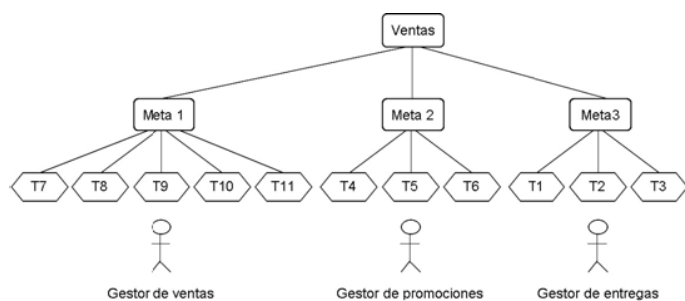 Ventas
Meta 1
Meta 2
Meta3
T7
T8
T9
T10
T11
T4
T5
T6
T1
T2
T3
Gestor de ventas
Gestor de promociones
Gestor de entregas